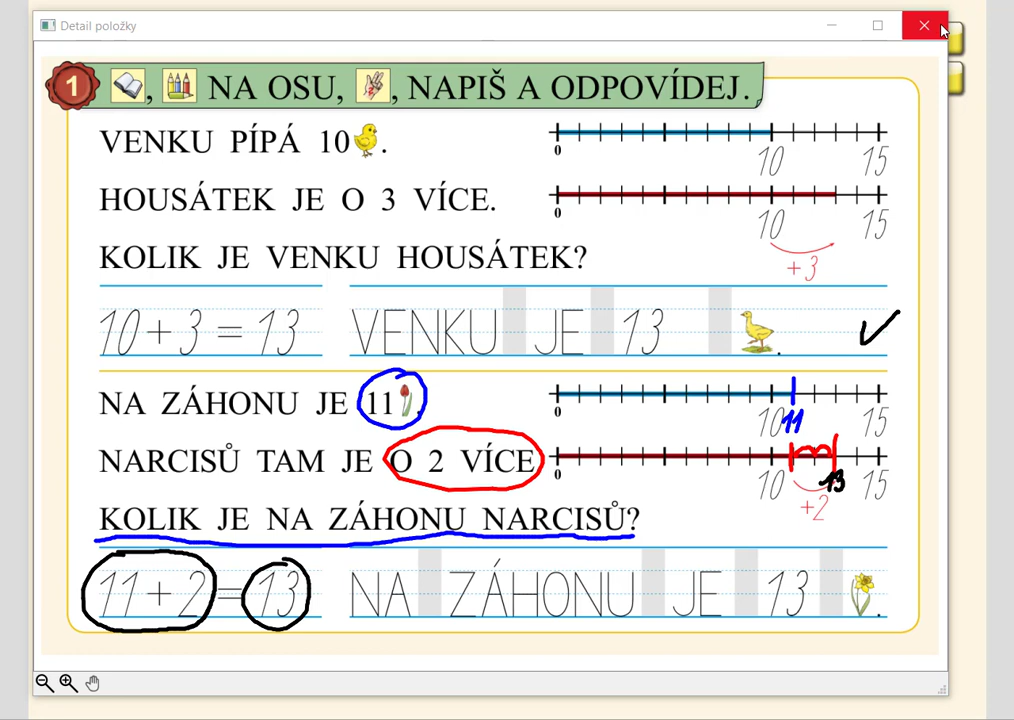 Detail položky
1 , NA OSU, , NAPIŠ A ODPOVÍDEJ.
VENKU PÍPÁ 10 .
0 10 15
HOUSÁTEK JE O 3 VÍCE.
0 10 15
+3
KOLIK JE VENKU HOUSÁTEK?
10+3=13 VENKU JE 13 .
NA ZÁHONU JE 11 .
0 10 11 15
NARCISŮ TAM JE O 2 VÍCE
0 10 13 15
+2
KOLIK JE NA ZÁHONU NARCISŮ?
11+2=13 NA ZÁHONU JE 13 .